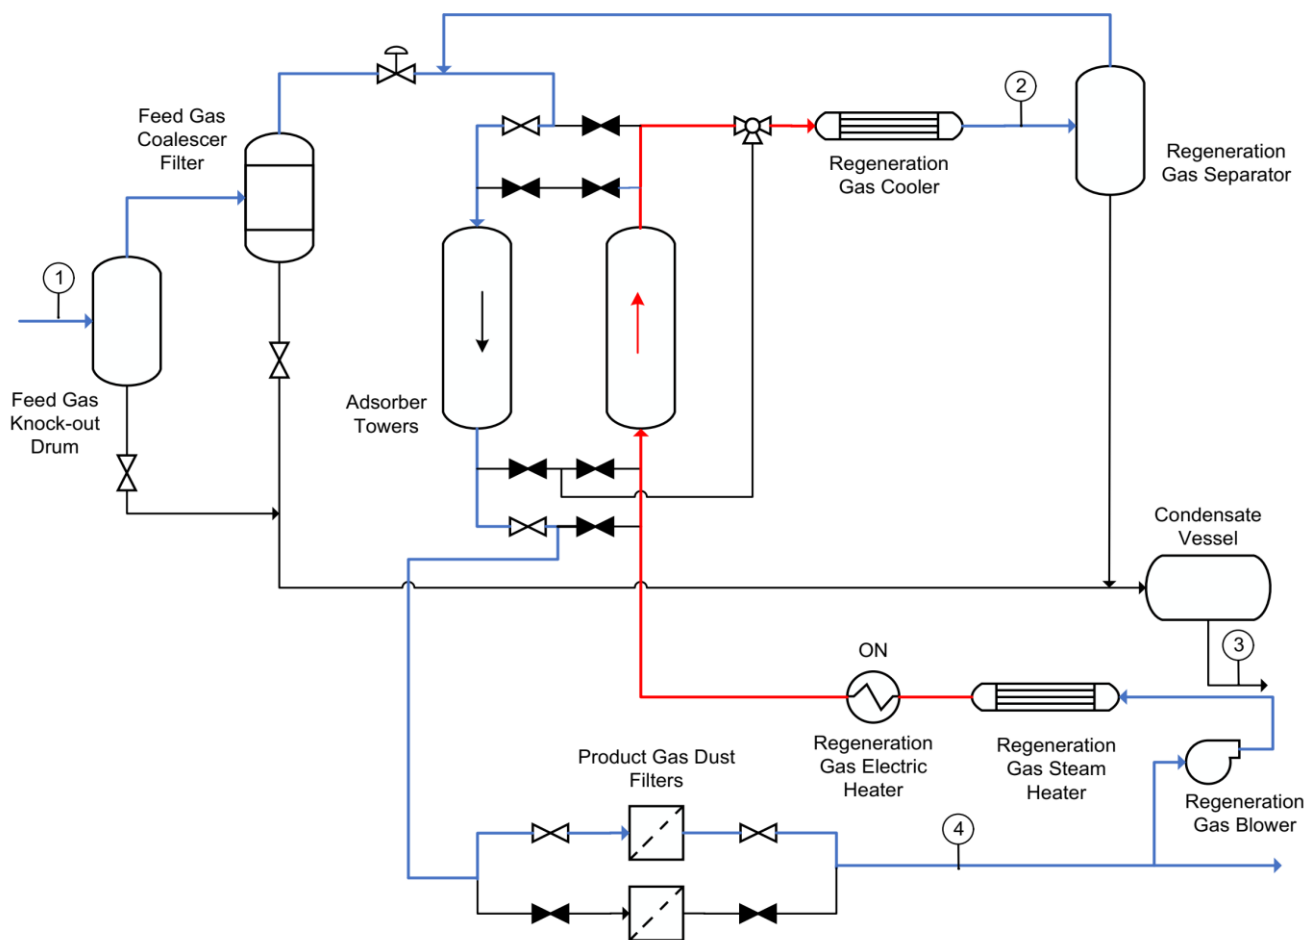 Feed Gas
Coalescer
Filter
2
Regeneration
Gas Cooler
Regeneration
Gas Separator
1
Feed Gas
Knock-out
Drum
Adsorber
Towers
Condensate
Vessel
3
ON
Regeneration
Gas Electric
Heater
Regeneration
Gas Steam
Heater
Regeneration
Gas Blower
Product Gas Dust
Filters
4